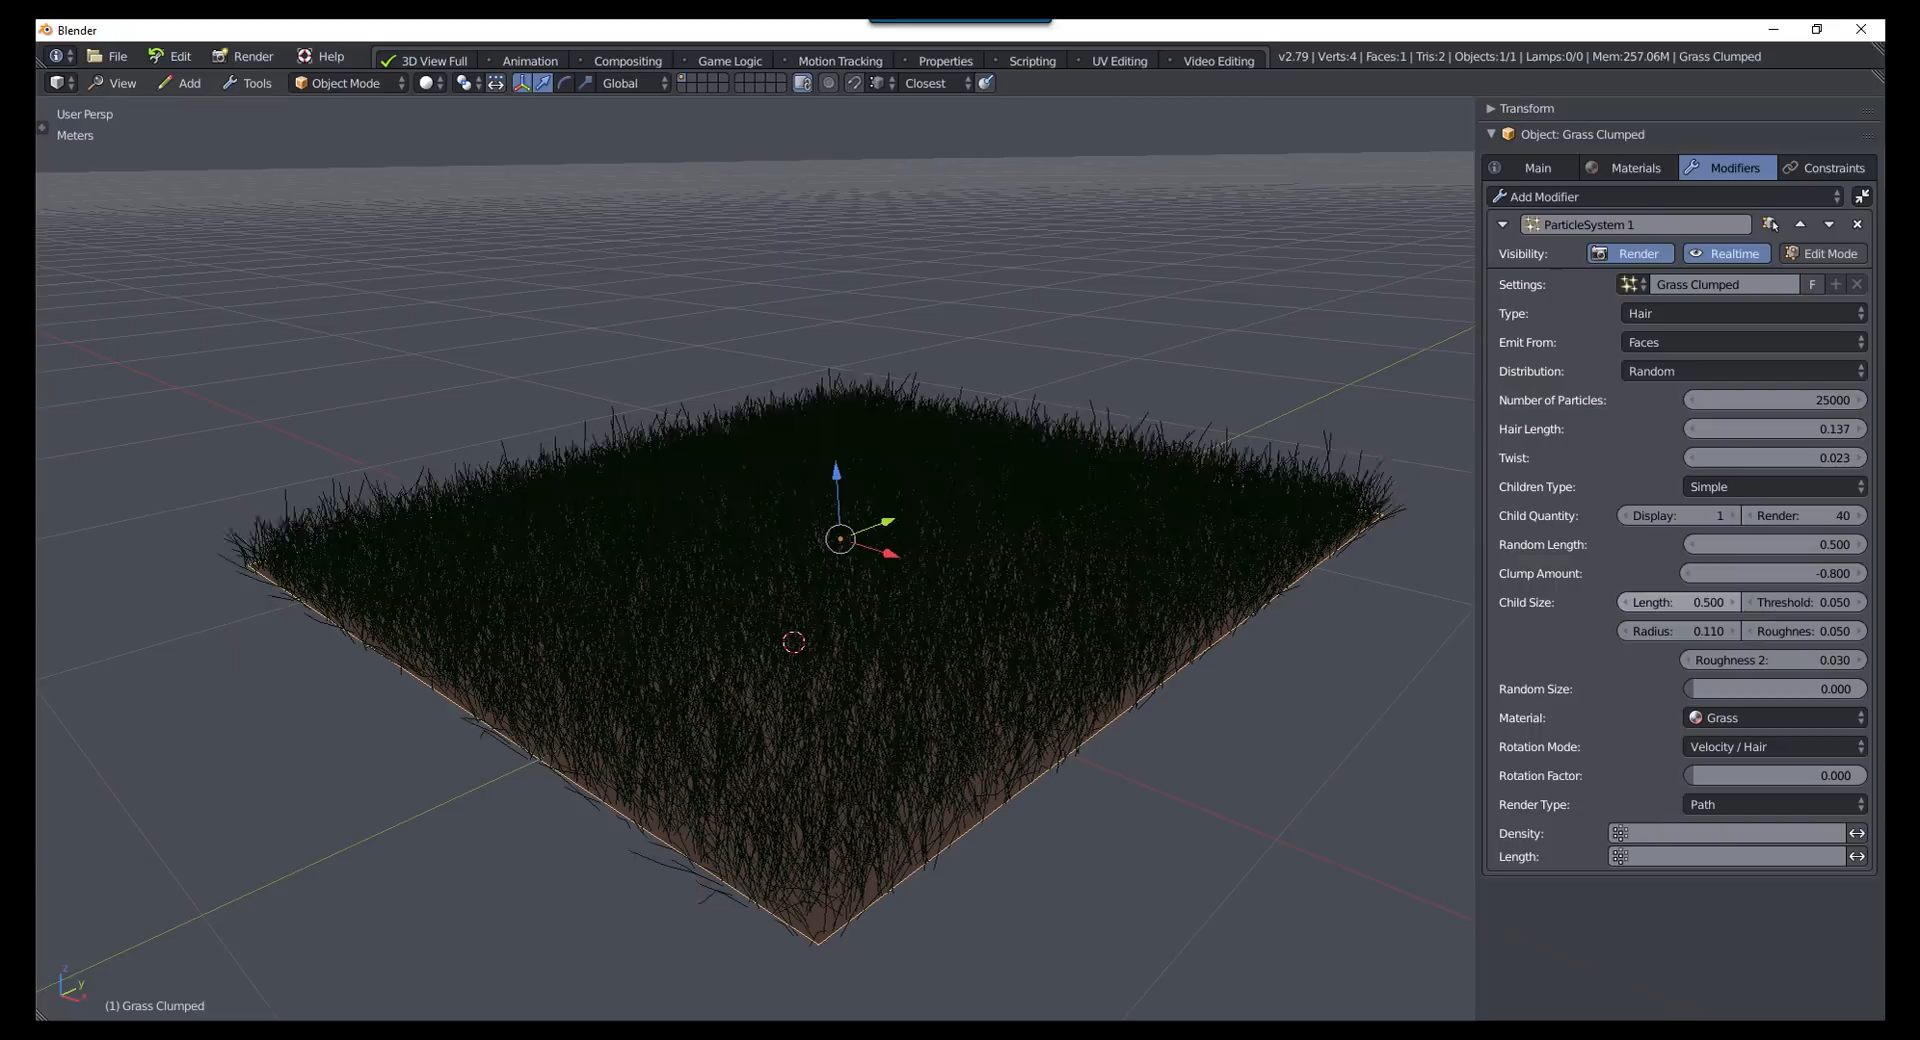 Blender
File Edit Render Help 3D View Full Animation Compositing Game Logic Motion Tracking Properties Scripting UV Editing Video Editing v2.79 | Verts:4 | Faces:1 | Tris:2 | Objects:1/1 | Lamps:0/0 | Mem:257.06M | Grass Clumped
View Add Tools Object Mode Global Closest
User Persp
Meters
Transform
Object: Grass Clumped
Main Materials Modifiers Constraints
Add Modifier
ParticleSystem 1
Visibility: Render Realtime Edit Mode
Settings: Grass Clumped F
Type: Hair
Emit From: Faces
Distribution: Random
Number of Particles: 25000
Hair Length: 0.137
Twist: 0.023
Children Type: Simple
Child Quantity: Display: 1 Render: 40
Random Length: 0.500
Clump Amount: -0.800
Child Size: Length: 0.500 Threshold: 0.050
Radius: 0.110 Roughnes: 0.050
Roughness 2: 0.030
Random Size: 0.000
Material: Grass
Rotation Mode: Velocity / Hair
Rotation Factor: 0.000
Render Type: Path
Density:
Length:
z
y
x
(1) Grass Clumped